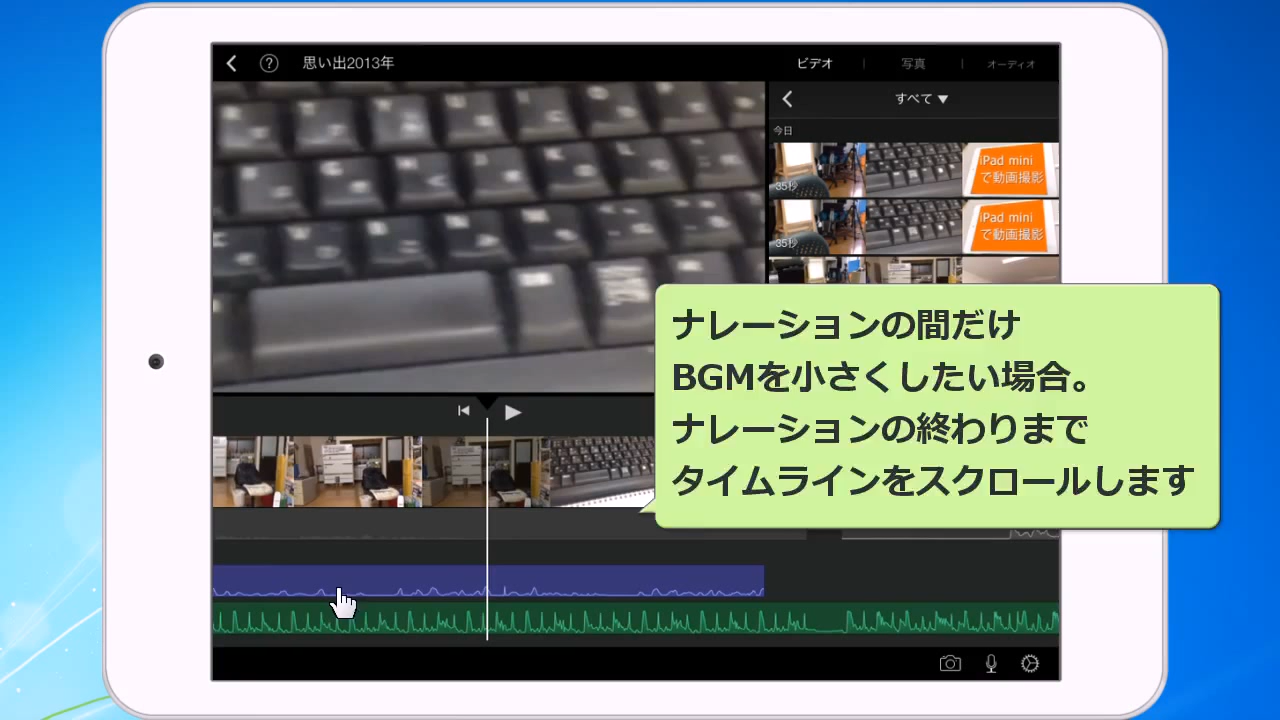 思い出2013年
ビデオ
写真
オーディオ
すべて ▼
今日
iPad mini
で動画撮影
35秒
iPad mini
で動画撮影
35秒
ナレーションの間だけ
BGMを小さくしたい場合。
ナレーションの終わりまで
タイムラインをスクロールします